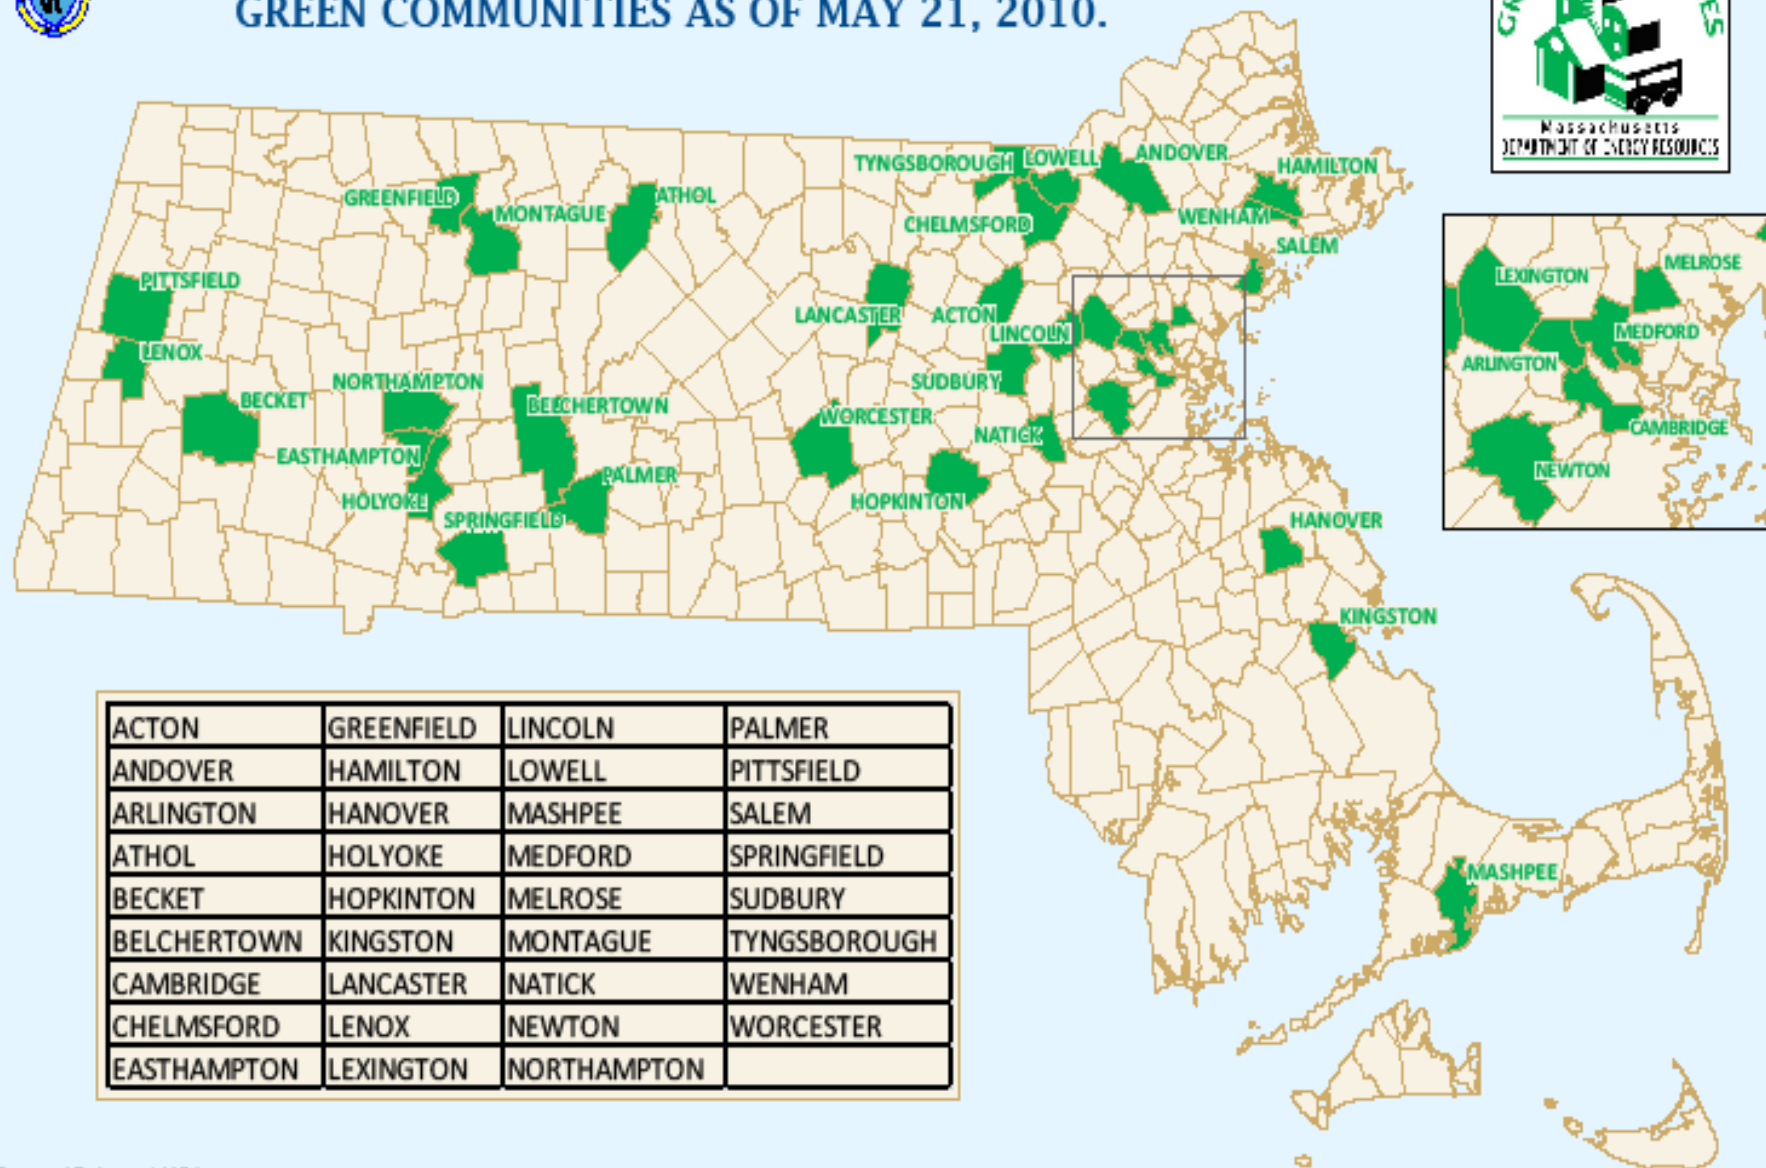 GREEN COMMUNITIES AS OF MAY 21, 2010.
Massachusetts
DEPARTMENT OF ENERGY RESOURCES
TYNGSBOROUGH
LOWELL
ANDOVER
HAMILTON
GREENFIELD
MONTAGUE
ATHOL
CHELMSFORD
WENHAM
SALEM
PITTSFIELD
LANCASTER
ACTON
LINCOLN
LENOX
NORTHAMPTON
SUDBURY
BECKET
BELCHERTOWN
WORCESTER
NATICK
EASTHAMPTON
PALMER
HOLYOKE
HOPKINTON
SPRINGFIELD
HANOVER
KINGSTON
MASHPEE
LEXINGTON
MELROSE
MEDFORD
ARLINGTON
CAMBRIDGE
NEWTON
ACTON GREENFIELD LINCOLN PALMER
ANDOVER HAMILTON LOWELL PITTSFIELD
ARLINGTON HANOVER MASHPEE SALEM
ATHOL HOLYOKE MEDFORD SPRINGFIELD
BECKET HOPKINTON MELROSE SUDBURY
BELCHERTOWN KINGSTON MONTAGUE TYNGSBOROUGH
CAMBRIDGE LANCASTER NATICK WENHAM
CHELMSFORD LENOX NEWTON WORCESTER
EASTHAMPTON LEXINGTON NORTHAMPTON